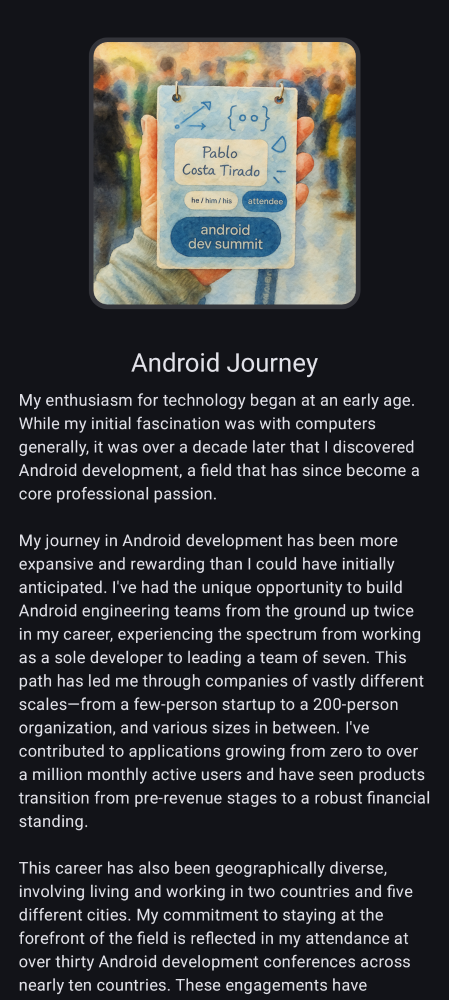 {oo}
Pablo
Costa Tirado
he / him / his
attendee
android
dev summit
Android Journey
My enthusiasm for technology began at an early age.
While my initial fascination was with computers
generally, it was over a decade later that I discovered
Android development, a field that has since become a
core professional passion.
My journey in Android development has been more
expansive and rewarding than I could have initially
anticipated. I've had the unique opportunity to build
Android engineering teams from the ground up twice
in my career, experiencing the spectrum from working
as a sole developer to leading a team of seven. This
path has led me through companies of vastly different
scales—from a few-person startup to a 200-person
organization, and various sizes in between. I've
contributed to applications growing from zero to over
a million monthly active users and have seen products
transition from pre-revenue stages to a robust financial
standing.
This career has also been geographically diverse,
involving living and working in two countries and five
different cities. My commitment to staying at the
forefront of the field is reflected in my attendance at
over thirty Android development conferences across
nearly ten countries. These engagements have